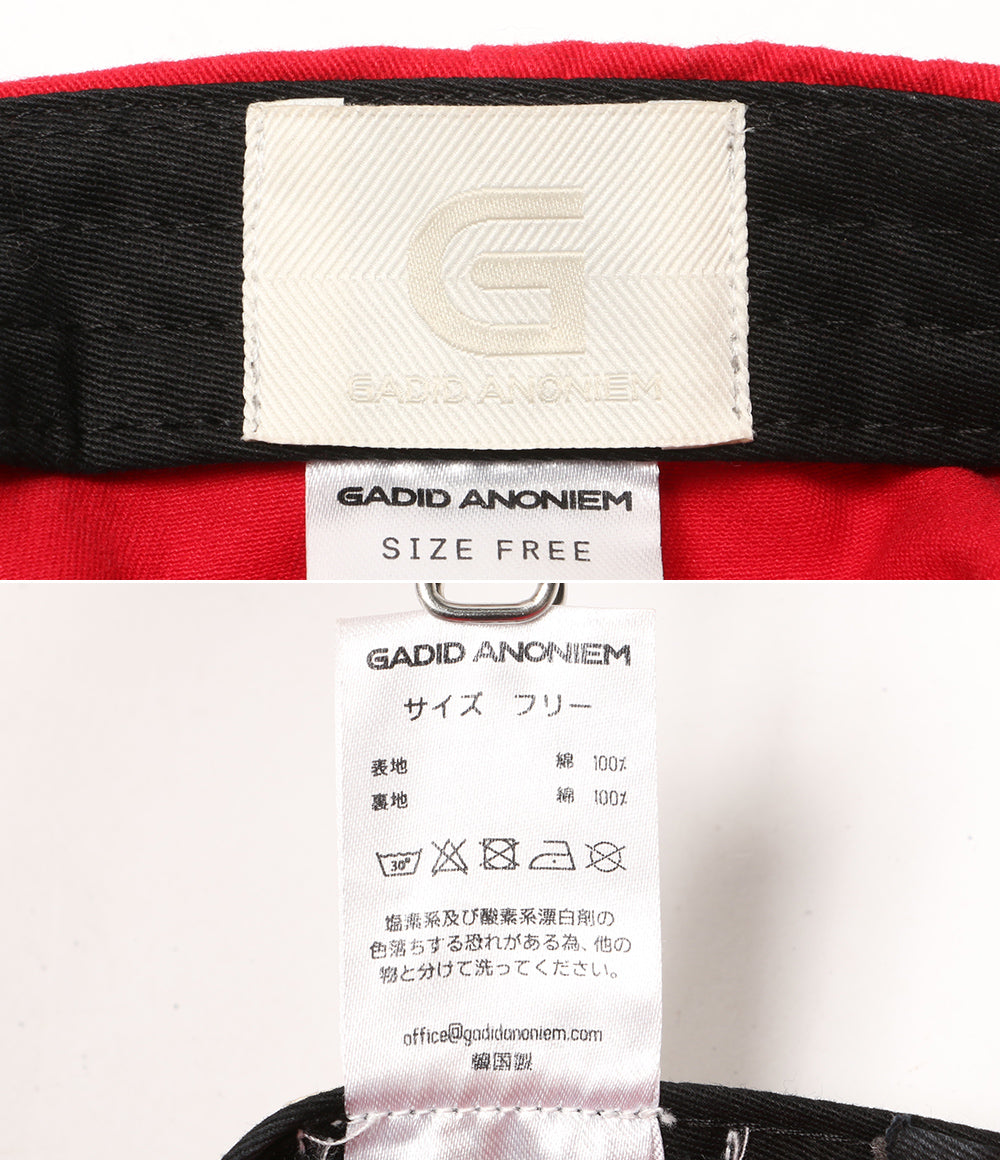 G
GADID ANONIEM
GADID ANONIEM
SIZE FREE
GADID ANONIEM
サイズ フリー
表地 綿 100%
裏地 綿 100%
30°
塩素系及び酸素系漂白剤の
色落ちする恐れがある為、他の
物と分けて洗ってください。
office@gadidanoniem.com
韓国製